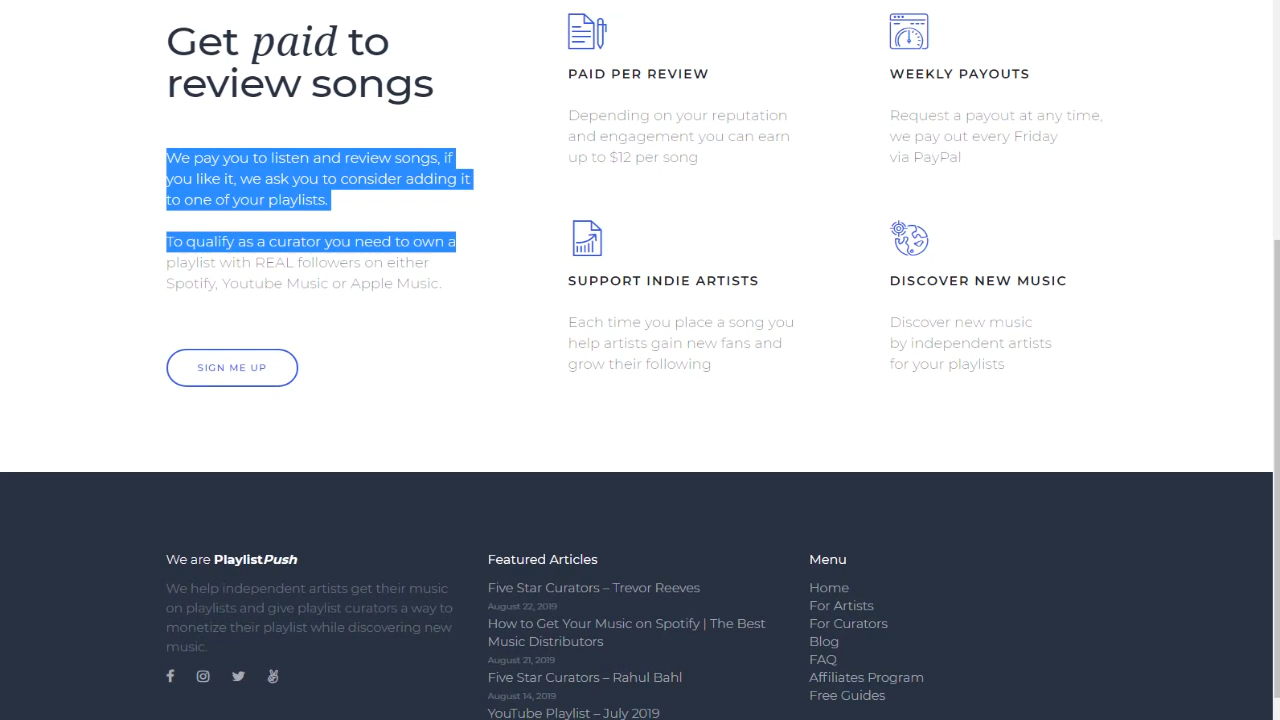 Get paid to
review songs
We pay you to listen and review songs, if
you like it, we ask you to consider adding it
to one of your playlists.
To qualify as a curator you need to own a
playlist with REAL followers on either
Spotify, Youtube Music or Apple Music.
SIGN ME UP
PAID PER REVIEW
Depending on your reputation
and engagement you can earn
up to $12 per song
WEEKLY PAYOUTS
Request a payout at any time,
we pay out every Friday
via PayPal
SUPPORT INDIE ARTISTS
Each time you place a song you
help artists gain new fans and
grow their following
DISCOVER NEW MUSIC
Discover new music
by independent artists
for your playlists
We are PlaylistPush
We help independent artists get their music
on playlists and give playlist curators a way to
monetize their playlist while discovering new
music.
Featured Articles
Five Star Curators – Trevor Reeves
August 22, 2019
How to Get Your Music on Spotify | The Best
Music Distributors
August 21, 2019
Five Star Curators – Rahul Bahl
August 14, 2019
YouTube Playlist – July 2019
Menu
Home
For Artists
For Curators
Blog
FAQ
Affiliates Program
Free Guides